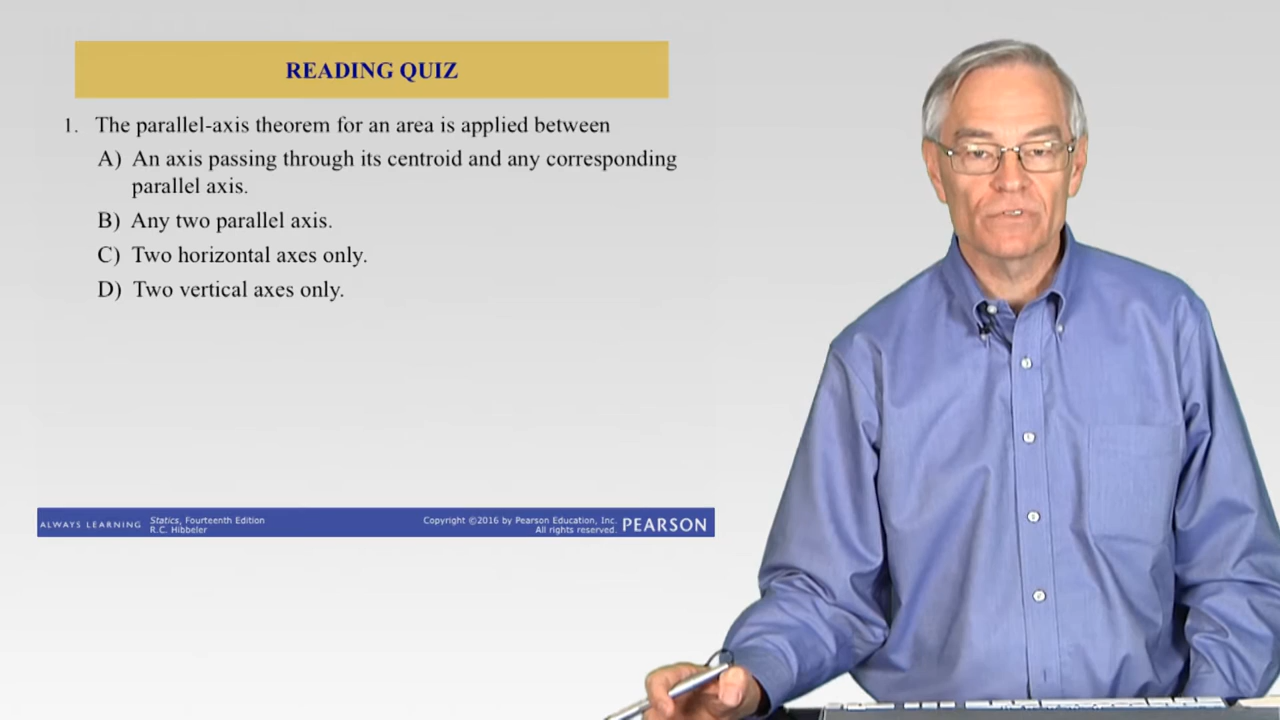 READING QUIZ
1. The parallel-axis theorem for an area is applied between
A) An axis passing through its centroid and any corresponding
parallel axis.
B) Any two parallel axis.
C) Two horizontal axes only.
D) Two vertical axes only.
ALWAYS LEARNING
Statics, Fourteenth Edition
R.C. Hibbeler
Copyright ©2016 by Pearson Education, Inc.
All rights reserved.
PEARSON